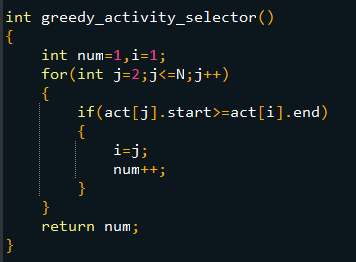 int greedy_activity_selector()
{
    int num=1,i=1;
    for(int j=2;j<=N;j++)
    {
        if(act[j].start>=act[i].end)
        {
            i=j;
            num++;
        }
    }
    return num;
}